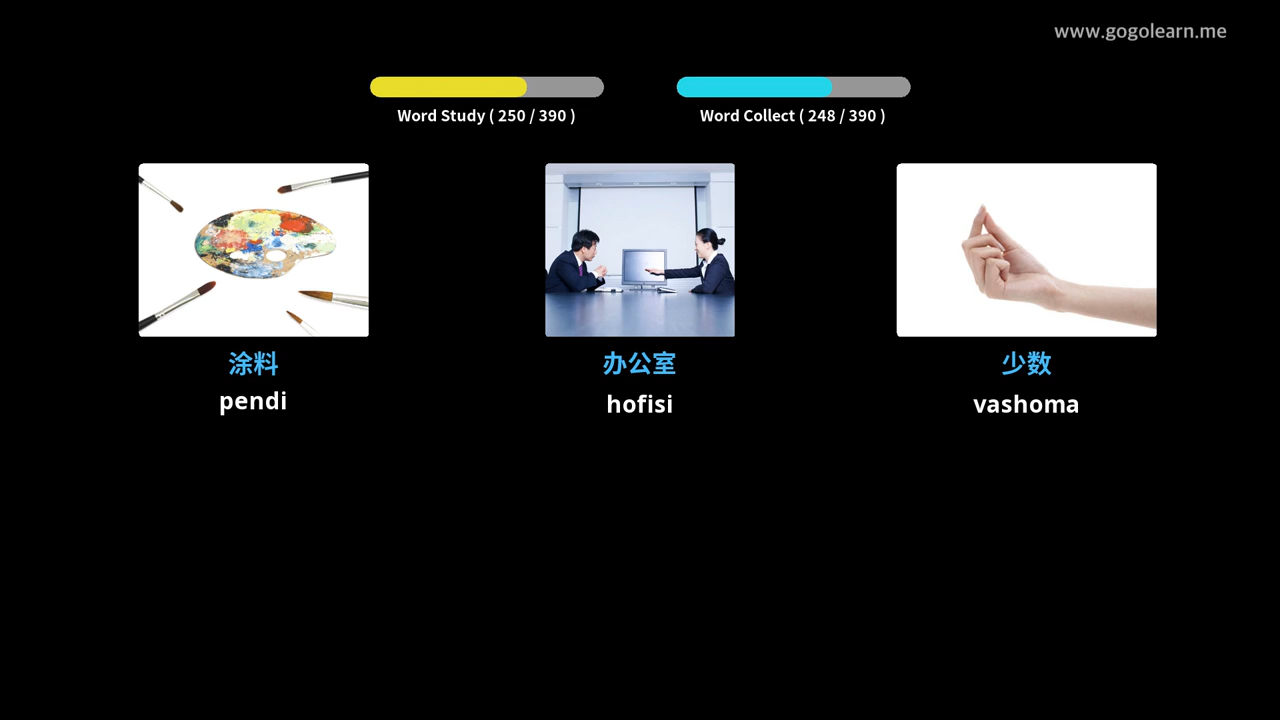 www.gogolearn.me
Word Study ( 250 / 390 )
Word Collect ( 248 / 390 )
涂料
办公室
少数
pendi
hofisi
vashoma